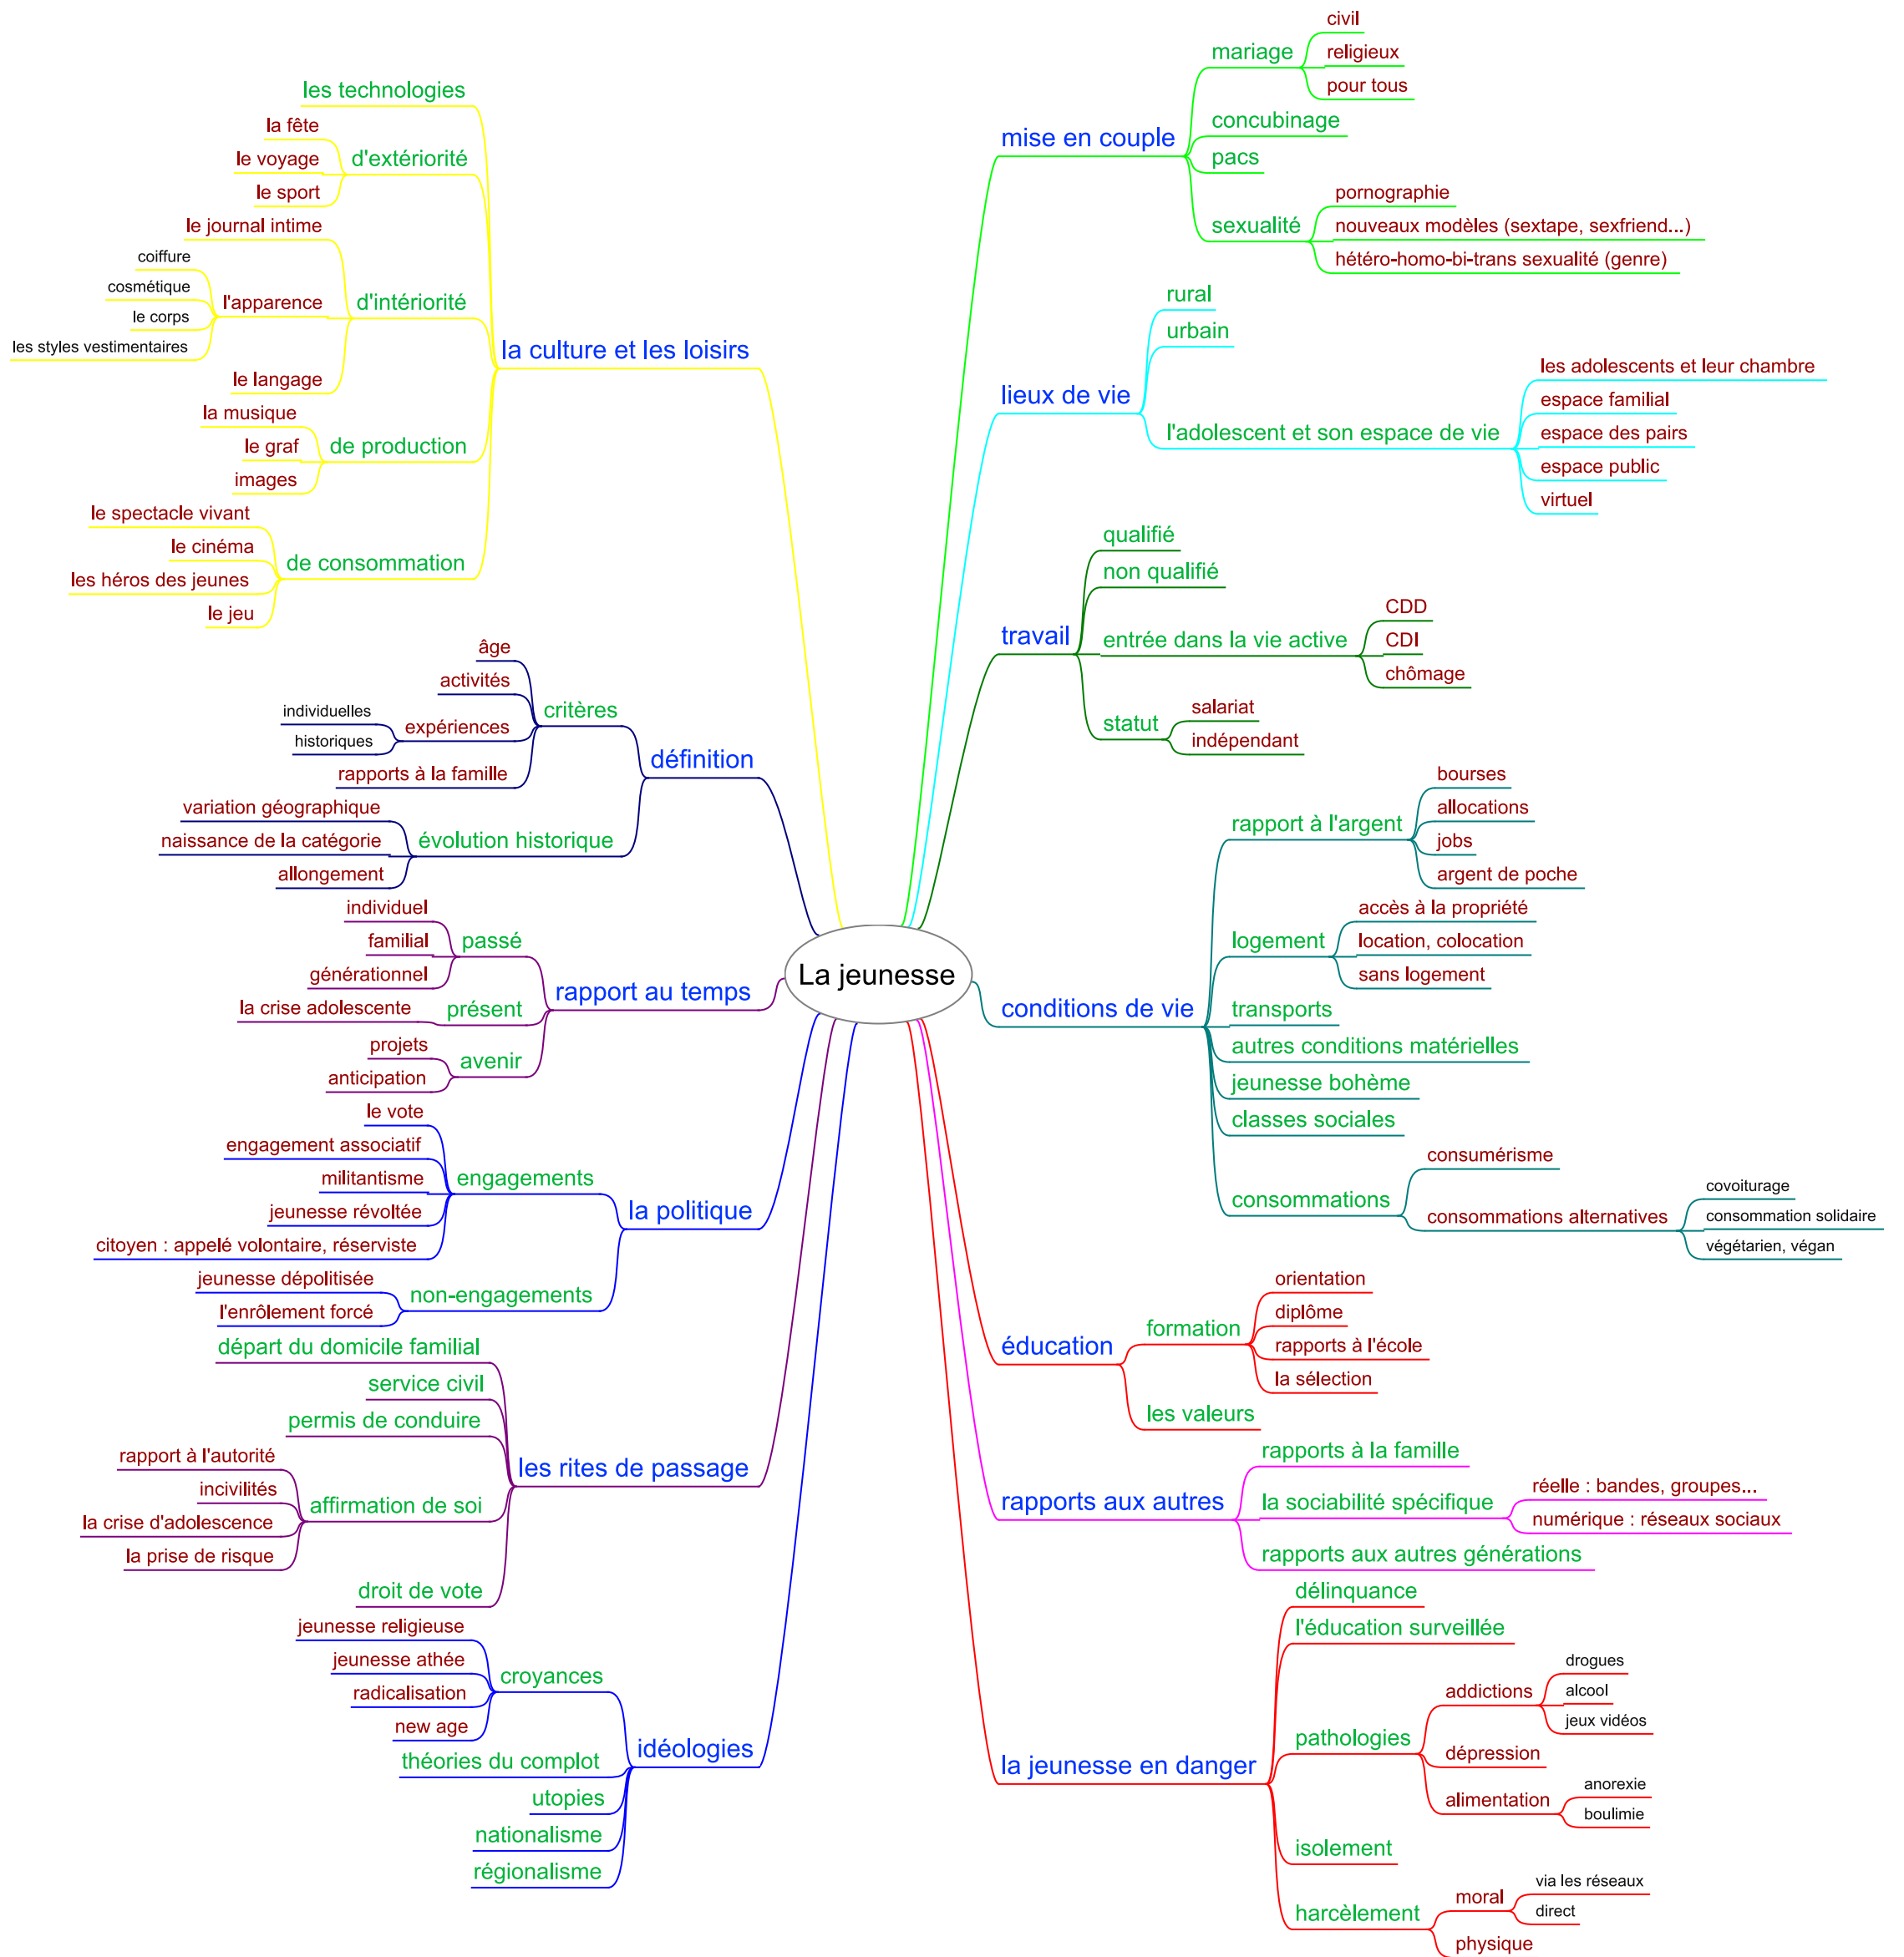 La jeunesse
mise en couple
mariage
civil
religieux
pour tous
concubinage
pacs
sexualité
pornographie
nouveaux modèles (sextape, sexfriend...)
hétéro-homo-bi-trans sexualité (genre)
lieux de vie
rural
urbain
l'adolescent et son espace de vie
les adolescents et leur chambre
espace familial
espace des pairs
espace public
virtuel
travail
qualifié
non qualifié
entrée dans la vie active
CDD
CDI
chômage
statut
salariat
indépendant
conditions de vie
rapport à l'argent
bourses
allocations
jobs
argent de poche
logement
accès à la propriété
location, colocation
sans logement
transports
autres conditions matérielles
jeunesse bohème
classes sociales
consommations
consumérisme
consommations alternatives
covoiturage
consommation solidaire
végétarien, végan
éducation
formation
orientation
diplôme
rapports à l'école
la sélection
les valeurs
rapports aux autres
rapports à la famille
la sociabilité spécifique
réelle : bandes, groupes...
numérique : réseaux sociaux
rapports aux autres générations
la jeunesse en danger
délinquance
l'éducation surveillée
pathologies
addictions
drogues
alcool
jeux vidéos
dépression
alimentation
anorexie
boulimie
isolement
harcèlement
moral
via les réseaux
direct
physique
la culture et les loisirs
les technologies
d'extériorité
la fête
le voyage
le sport
d'intériorité
le journal intime
l'apparence
coiffure
cosmétique
le corps
les styles vestimentaires
le langage
de production
la musique
le graf
images
de consommation
le spectacle vivant
le cinéma
les héros des jeunes
le jeu
définition
critères
âge
activités
expériences
individuelles
historiques
rapports à la famille
évolution historique
variation géographique
naissance de la catégorie
allongement
rapport au temps
passé
individuel
familial
générationnel
présent
la crise adolescente
avenir
projets
anticipation
la politique
engagements
le vote
engagement associatif
militantisme
jeunesse révoltée
citoyen : appelé volontaire, réserviste
non-engagements
jeunesse dépolitisée
l'enrôlement forcé
les rites de passage
départ du domicile familial
service civil
permis de conduire
affirmation de soi
rapport à l'autorité
incivilités
la crise d'adolescence
la prise de risque
droit de vote
idéologies
croyances
jeunesse religieuse
jeunesse athée
radicalisation
new age
théories du complot
utopies
nationalisme
régionalisme